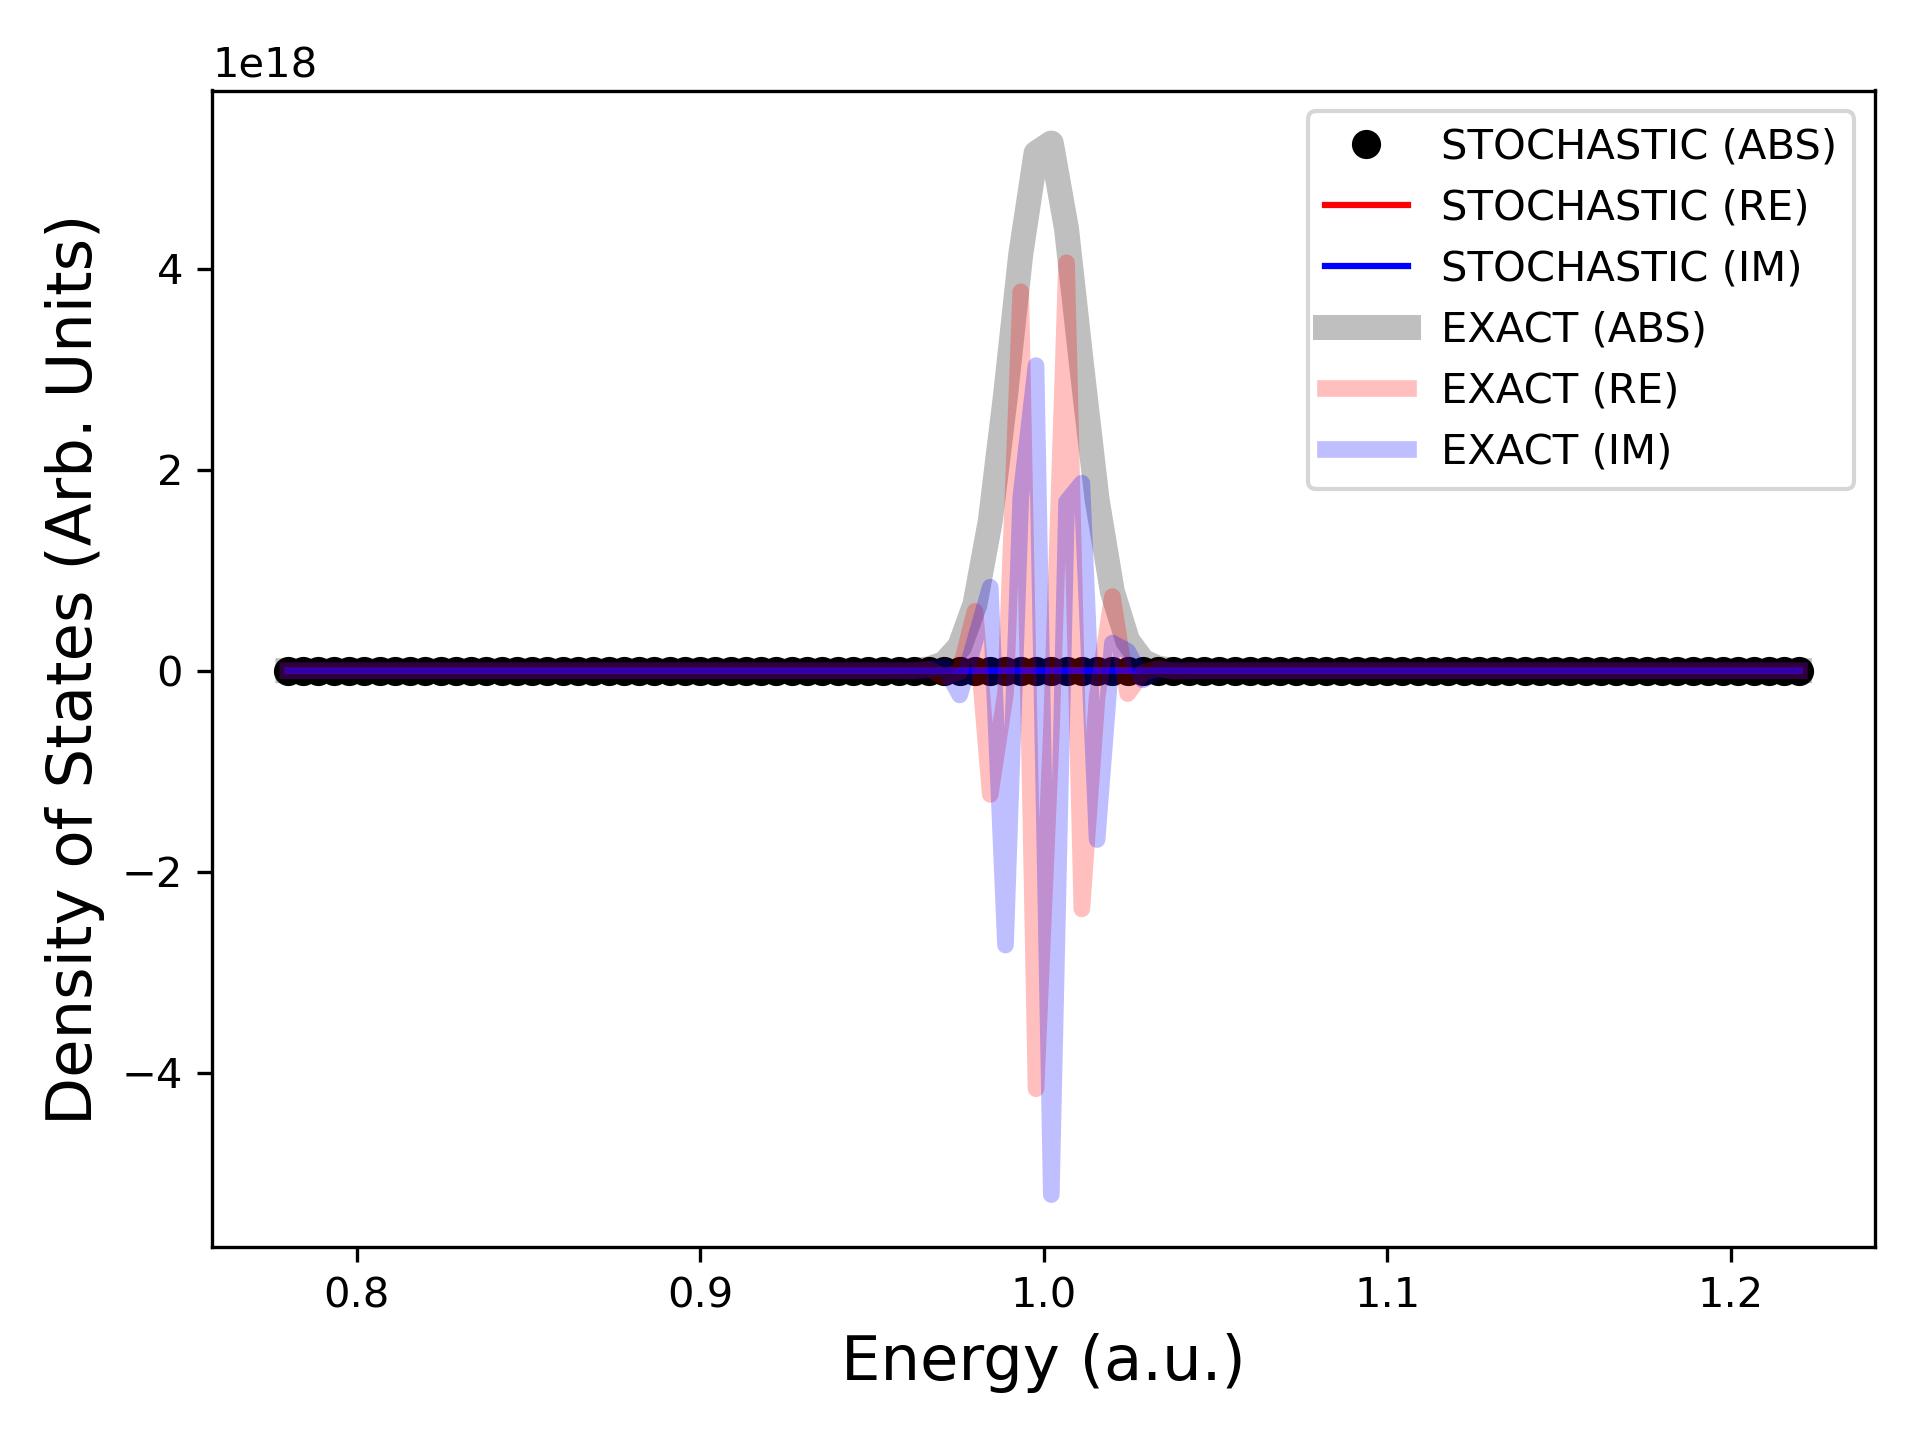 1e18
Density of States (Arb. Units)
4
2
0
−2
−4
STOCHASTIC (ABS)
STOCHASTIC (RE)
STOCHASTIC (IM)
EXACT (ABS)
EXACT (RE)
EXACT (IM)
0.8 0.9 1.0 1.1 1.2
Energy (a.u.)